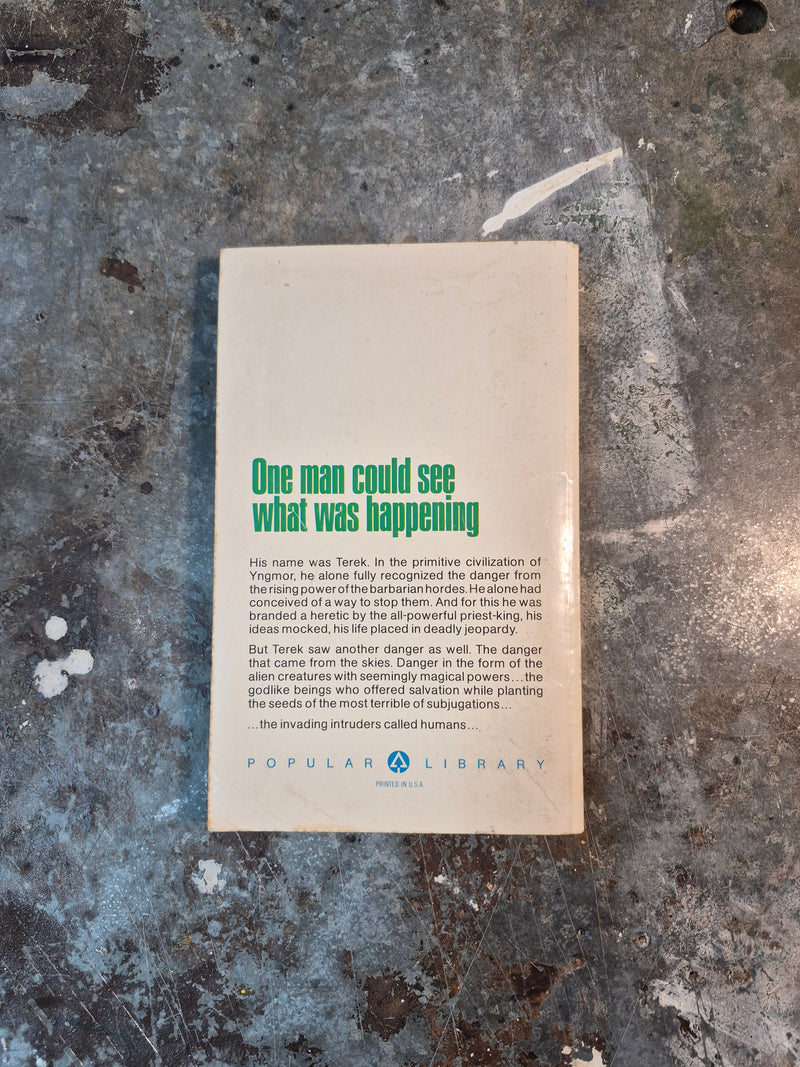 One man could see
what was happening
His name was Terek. In the primitive civilization of
Yngmor, he alone fully recognized the danger from
the rising power of the barbarian hordes. He alone had
conceived of a way to stop them. And for this he was
branded a heretic by the all-powerful priest-king, his
ideas mocked, his life placed in deadly jeopardy.
But Terek saw another danger as well. The danger
that came from the skies. Danger in the form of the
alien creatures with seemingly magical powers...the
godlike beings who offered salvation while planting
the seeds of the most terrible of subjugations...
...the invading intruders called humans...
POPULAR LIBRARY
PRINTED IN U.S.A